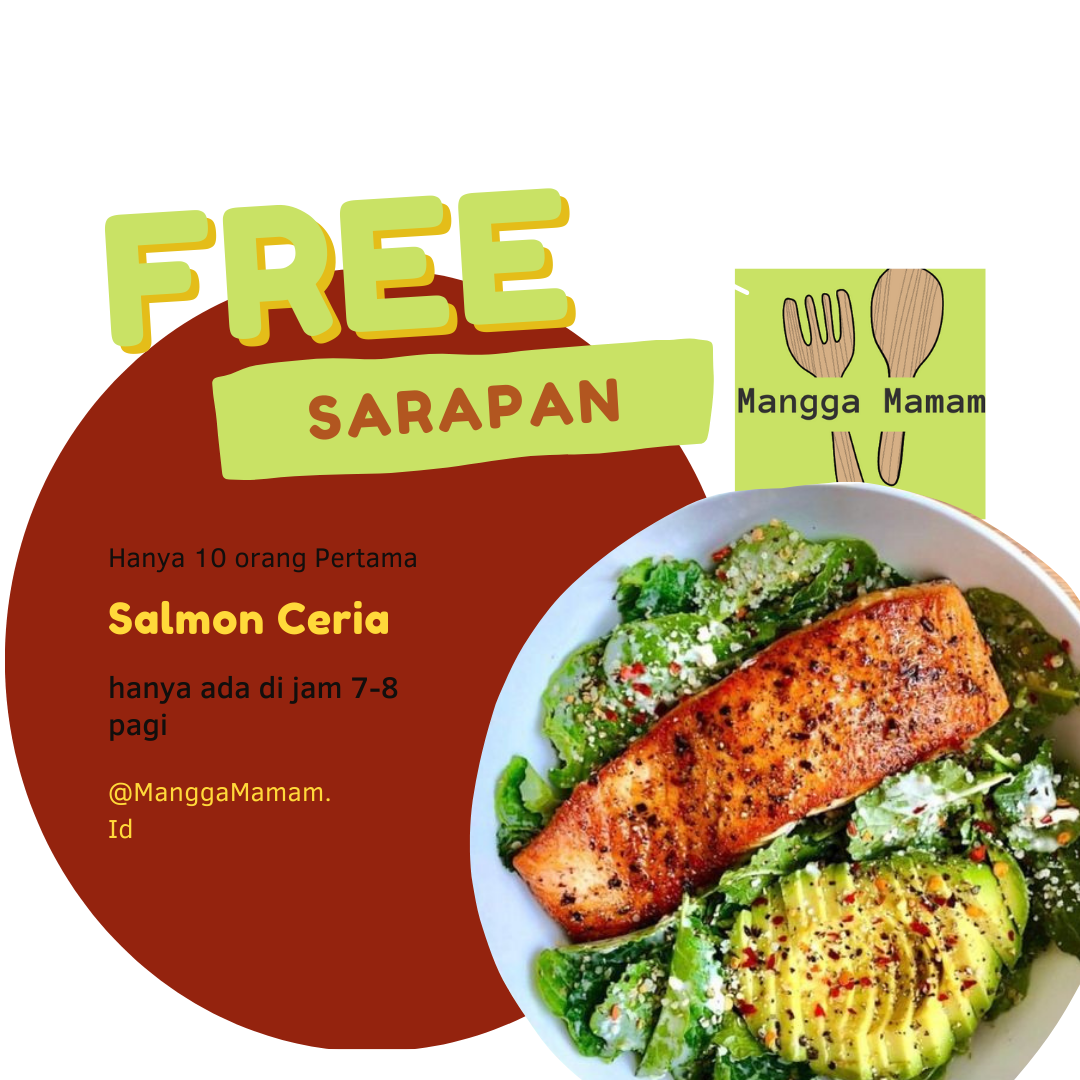 FREE
SARAPAN
Mangga Mamam
Hanya 10 orang Pertama
Salmon Ceria
hanya ada di jam 7-8
pagi
@ManggaMamam.
Id